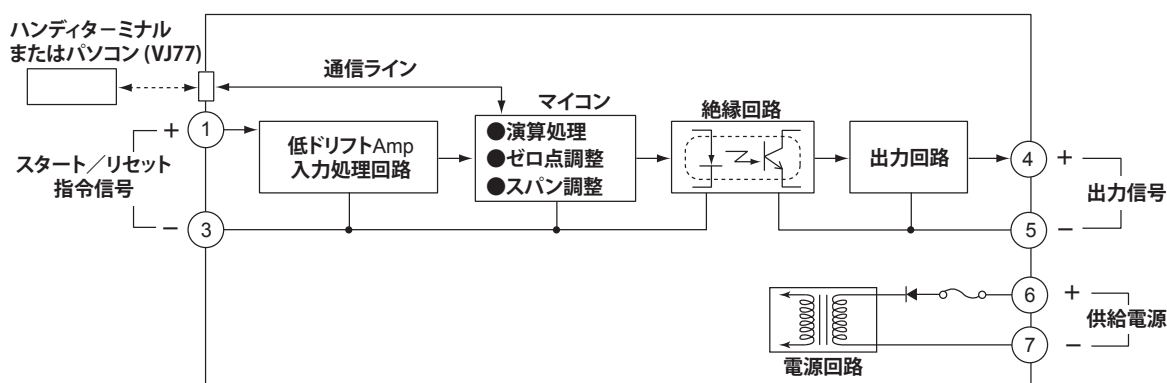 ハンディターミナル
またはパソコン (VJ77)
通信ライン
マイコン
絶縁回路
+
1
スタート/リセット
指令信号
−
3
低ドリフトAmp
入力処理回路
●演算処理
●ゼロ点調整
●スパン調整
出力回路
4
+
出力信号
5
−
6
+
供給電源
7
−
電源回路